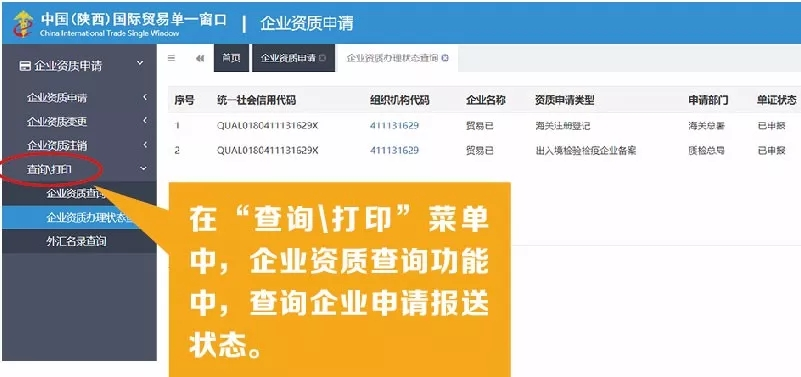 中国(陕西)国际贸易单一窗口
China International Trade Single Window
企业资质申请
企业资质申请
首页
企业资质申请
企业资质办理状态查询
企业资质申请
企业资质变更
企业资质注销
查询\打印
企业资质查
企业资质办理状态
外汇名录查询
序号 统一社会信用代码 组织机构代码 企业名称 资质申请类型 申请部门 单证状态
1 QUAL0180411131629X 411131629 贸易已 海关注册登记 海关总署 已申报
2 QUAL0180411131629X 411131629 贸易已 出入境检验检疫企业备案 质检总局 已申报
在“查询\打印”菜单
中，企业资质查询功能
中，查询企业申请报送
状态。